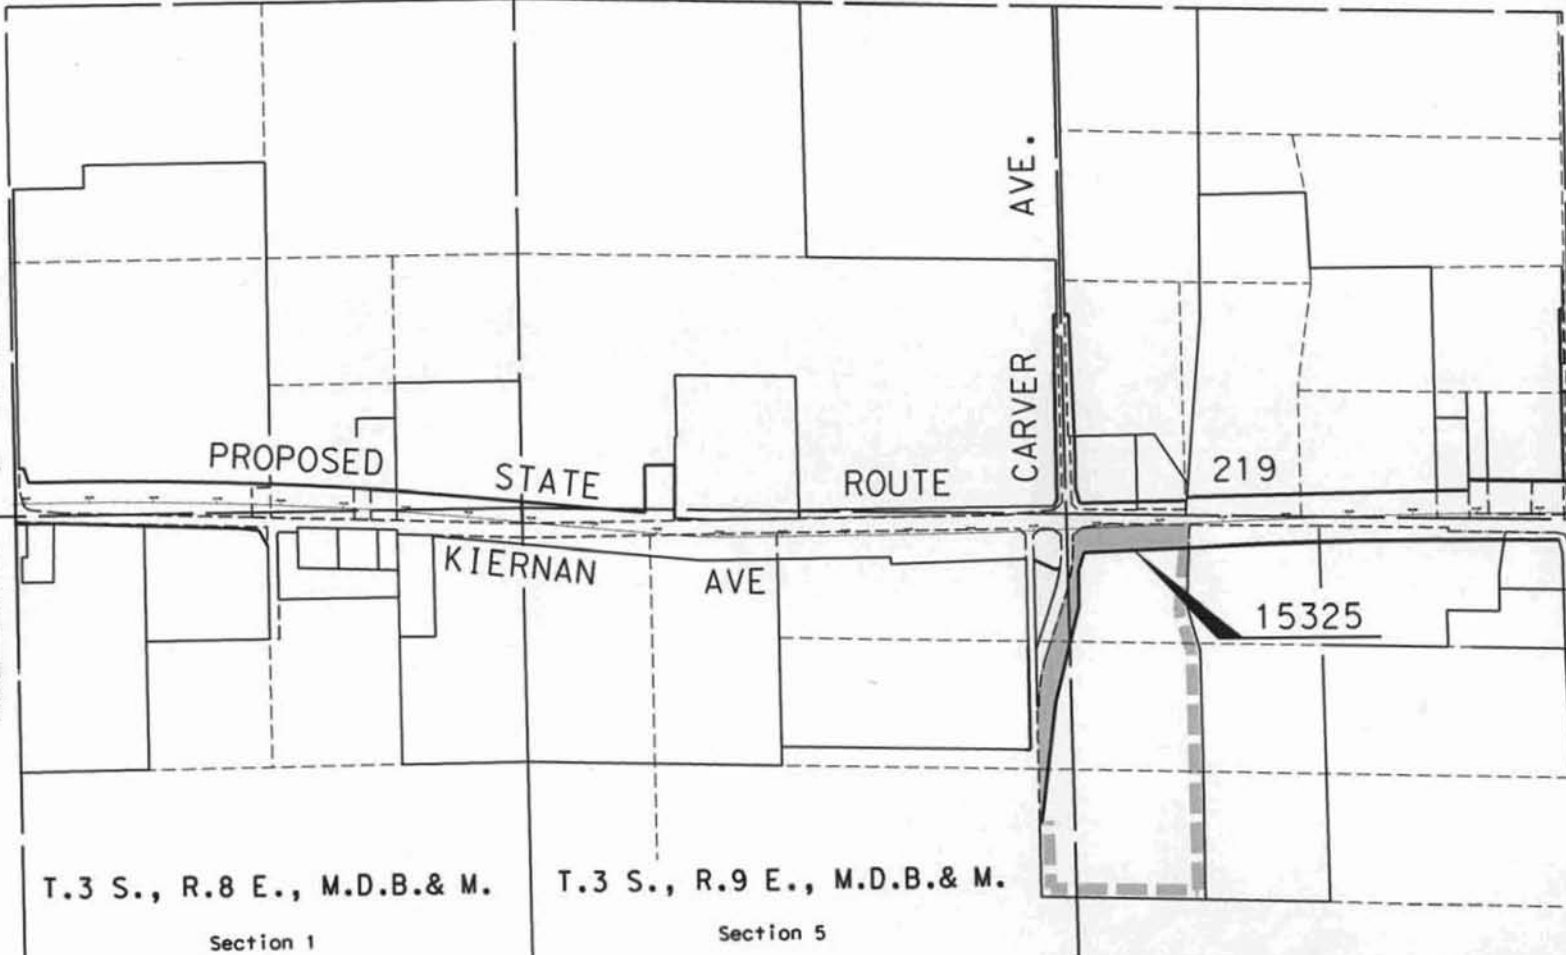 CARVER AVE.
PROPOSED STATE ROUTE 219
KIERNAN AVE
15325
T.3 S., R.8 E., M.D.B.& M.
T.3 S., R.9 E., M.D.B.& M.
Section 1
Section 5